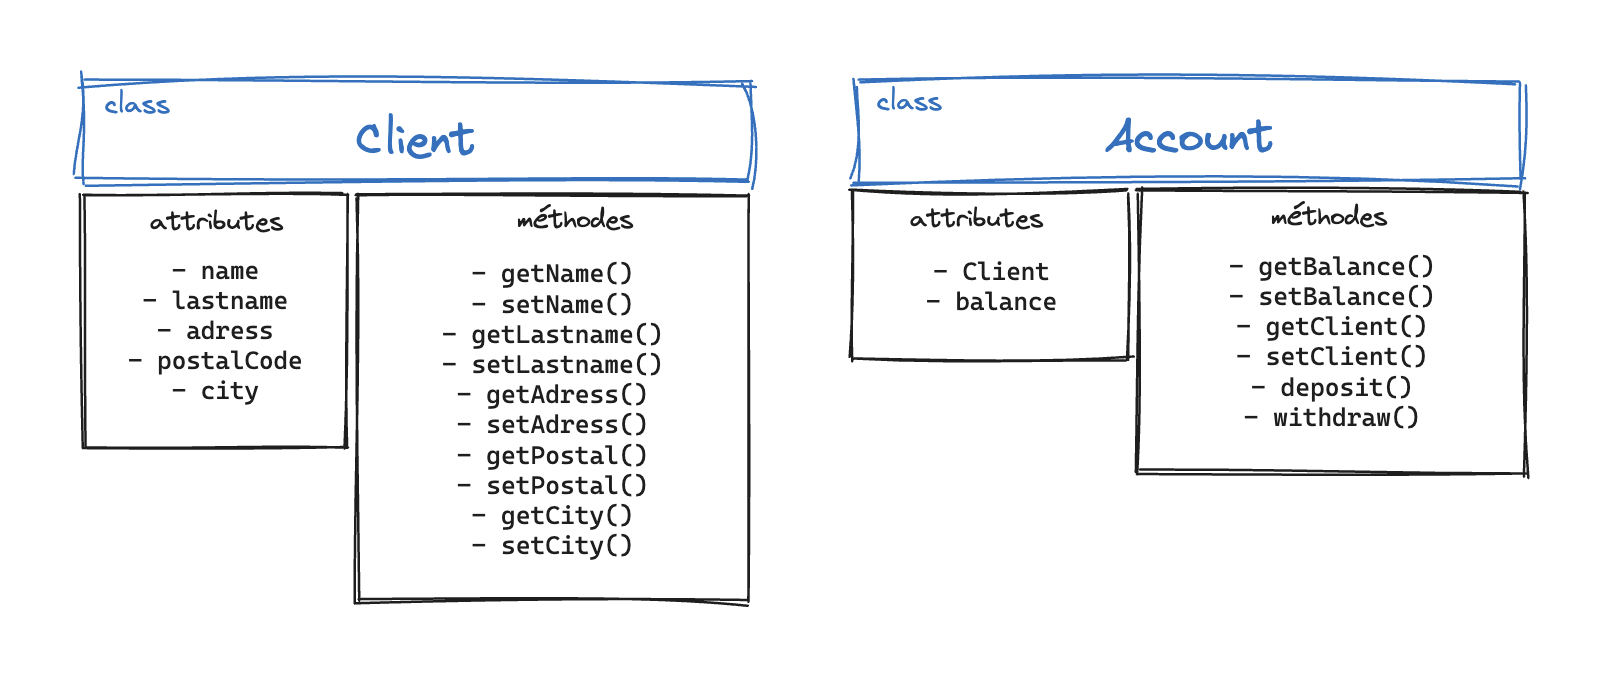 class
Client
attributes
- name
- lastname
- adress
- postalCode
- city
méthodes
- getName()
- setName()
- getLastname()
- setLastname()
- getAdress()
- setAdress()
- getPostal()
- setPostal()
- getCity()
- setCity()
class
Account
attributes
- Client
- balance
méthodes
- getBalance()
- setBalance()
- getClient()
- setClient()
- deposit()
- withdraw()